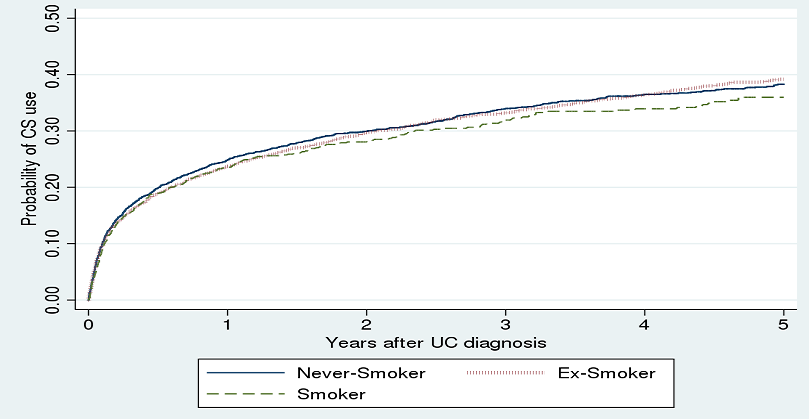 0.50
0.40
0.30
0.20
0.10
0.00
Probability of CS use
0 1 2 3 4 5
Years after UC diagnosis
Never-Smoker Ex-Smoker
Smoker